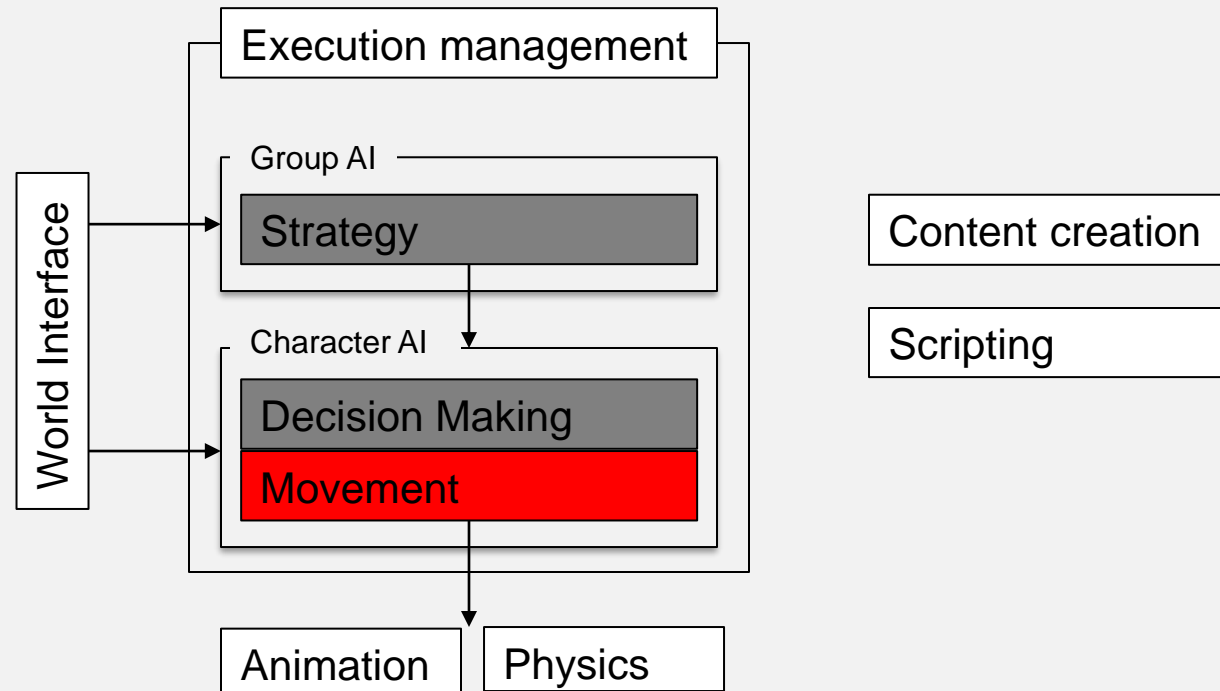 Execution management
Group AI
Strategy
World Interface
Content creation
Scripting
Character AI
Decision Making
Movement
Animation
Physics